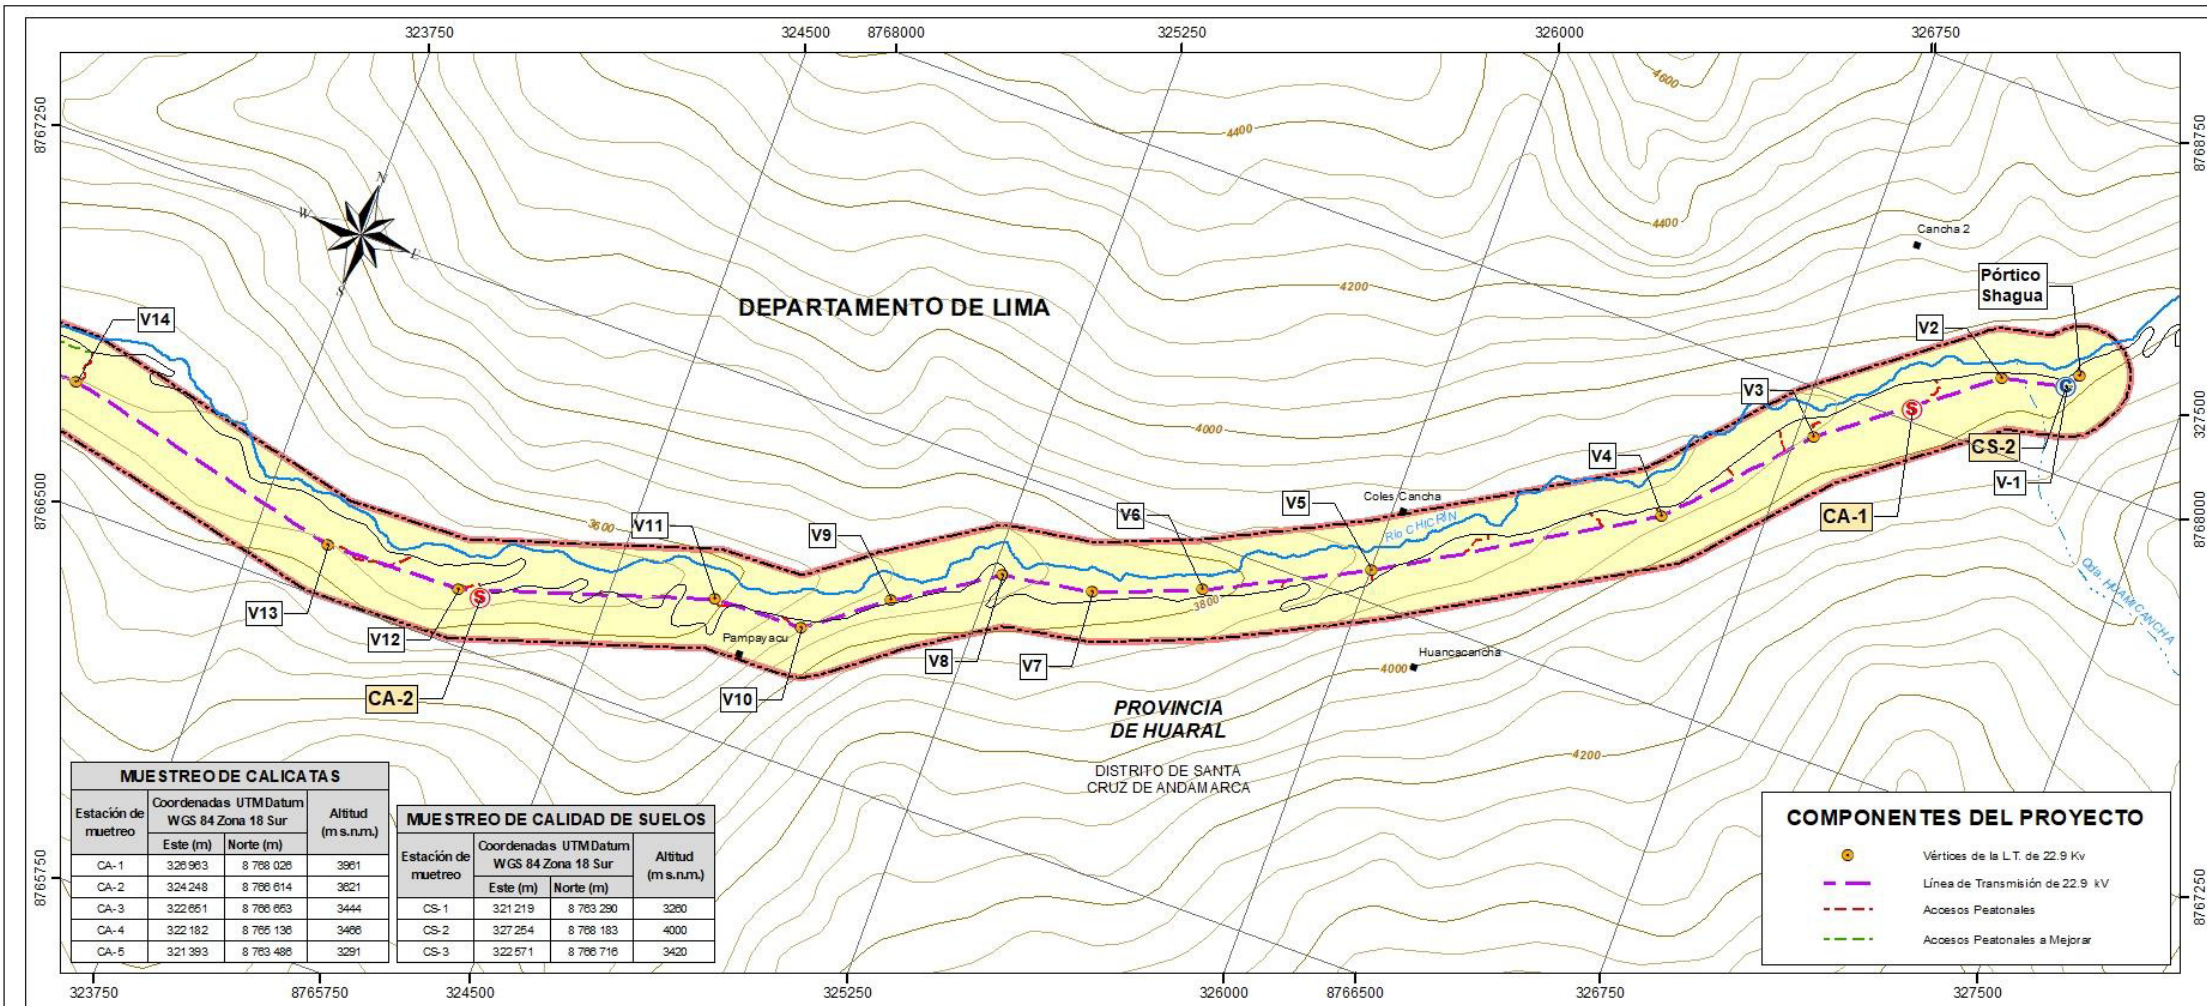 323750
324500
8768000
325250
326000
326750
8767250
8766500
8765750
8768750
327500
8768000
8767250
4600
4400
4400
4200
N
W
E
S
Cancha 2
Pórtico
Shagua
DEPARTAMENTO DE LIMA
V14
V2
V3
4000
CS-2
V4
V-1
V5
Coles Cancha
V6
CA-1
Río CHICRIN
3600
V11
V9
Qda. HUAMICANCHA
3800
V13
V12
Pampayacu
V8
V7
Huancacancha
4000
CA-2
V10
PROVINCIA
DE HUARAL
4200
DISTRITO DE SANTA
CRUZ DE ANDAMARCA
MUESTREO DE CALICATAS
Estación de muetreo
Coordenadas UTM Datum WGS 84 Zona 18 Sur
Altitud (m s.n.m.)
Este (m) Norte (m)
CA-1 326 963 8 768 026 3961
CA-2 324 248 8 766 614 3621
CA-3 322 651 8 766 653 3444
CA-4 322 182 8 765 136 3466
CA-5 321 393 8 763 486 3291
MUESTREO DE CALIDAD DE SUELOS
Estación de muetreo
Coordenadas UTM Datum WGS 84 Zona 18 Sur
Altitud (m s.n.m.)
Este (m) Norte (m)
CS-1 321 219 8 763 290 3260
CS-2 327 254 8 768 183 4000
CS-3 322 571 8 766 716 3420
COMPONENTES DEL PROYECTO
Vértices de la L.T. de 22.9 Kv
Línea de Transmisión de 22.9 kV
Accesos Peatonales
Accesos Peatonales a Mejorar
323750
8765750
324500
325250
326000
8766500
326750
327500